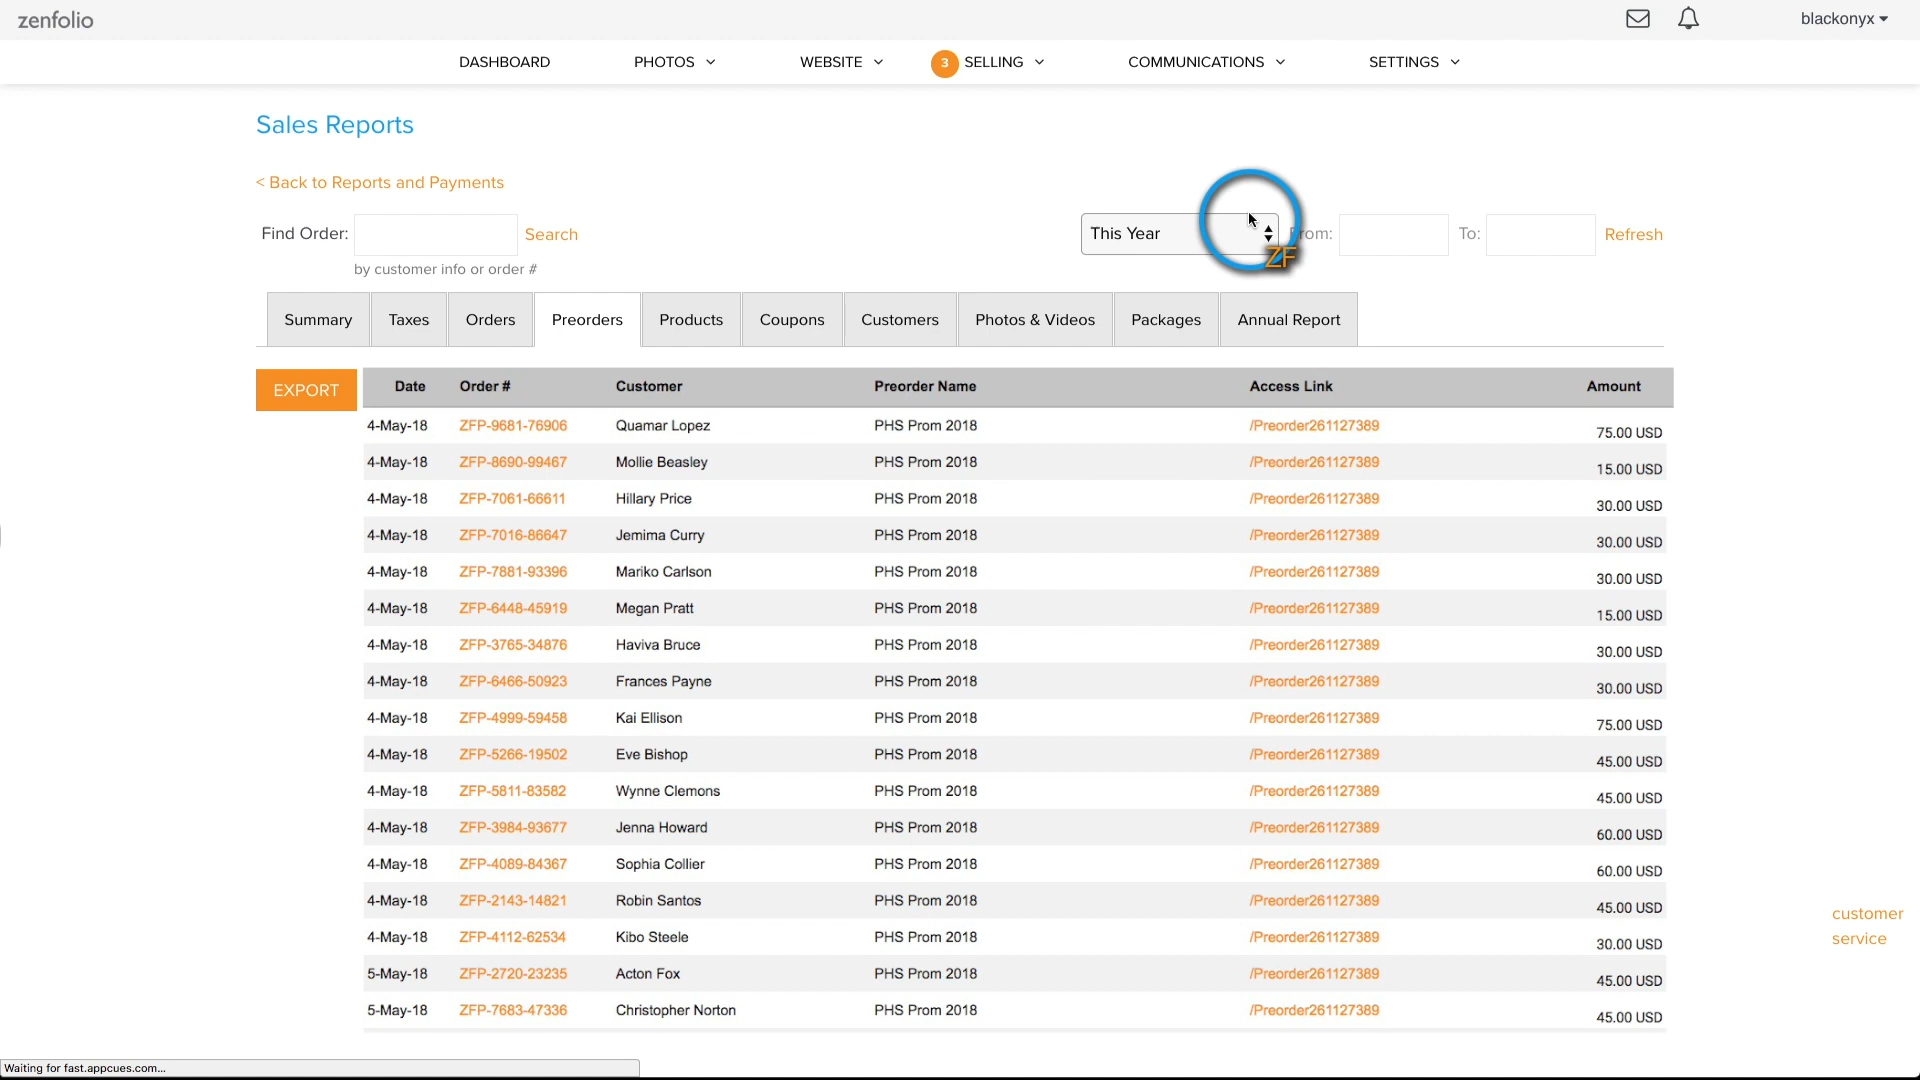 zenfolio
blackonyx
DASHBOARD PHOTOS WEBSITE 3 SELLING COMMUNICATIONS SETTINGS
Sales Reports
< Back to Reports and Payments
Find Order: Search This Year From: To: Refresh
ZF
by customer info or order #
Summary Taxes Orders Preorders Products Coupons Customers Photos & Videos Packages Annual Report
EXPORT Date Order # Customer Preorder Name Access Link Amount
4-May-18 ZFP-9681-76906 Quamar Lopez PHS Prom 2018 /Preorder261127389 75.00 USD
4-May-18 ZFP-8690-99467 Mollie Beasley PHS Prom 2018 /Preorder261127389 15.00 USD
4-May-18 ZFP-7061-66611 Hillary Price PHS Prom 2018 /Preorder261127389 30.00 USD
4-May-18 ZFP-7016-86647 Jemima Curry PHS Prom 2018 /Preorder261127389 30.00 USD
4-May-18 ZFP-7881-93396 Mariko Carlson PHS Prom 2018 /Preorder261127389 30.00 USD
4-May-18 ZFP-6448-45919 Megan Pratt PHS Prom 2018 /Preorder261127389 15.00 USD
4-May-18 ZFP-3765-34876 Haviva Bruce PHS Prom 2018 /Preorder261127389 30.00 USD
4-May-18 ZFP-6466-50923 Frances Payne PHS Prom 2018 /Preorder261127389 30.00 USD
4-May-18 ZFP-4999-59458 Kai Ellison PHS Prom 2018 /Preorder261127389 75.00 USD
4-May-18 ZFP-5266-19502 Eve Bishop PHS Prom 2018 /Preorder261127389 45.00 USD
4-May-18 ZFP-5811-83582 Wynne Clemons PHS Prom 2018 /Preorder261127389 45.00 USD
4-May-18 ZFP-3984-93677 Jenna Howard PHS Prom 2018 /Preorder261127389 60.00 USD
4-May-18 ZFP-4089-84367 Sophia Collier PHS Prom 2018 /Preorder261127389 60.00 USD
4-May-18 ZFP-2143-14821 Robin Santos PHS Prom 2018 /Preorder261127389 45.00 USD
4-May-18 ZFP-4112-62534 Kibo Steele PHS Prom 2018 /Preorder261127389 30.00 USD
5-May-18 ZFP-2720-23235 Acton Fox PHS Prom 2018 /Preorder261127389 45.00 USD
5-May-18 ZFP-7683-47336 Christopher Norton PHS Prom 2018 /Preorder261127389 45.00 USD
customer
service
Waiting for fast.appcues.com...